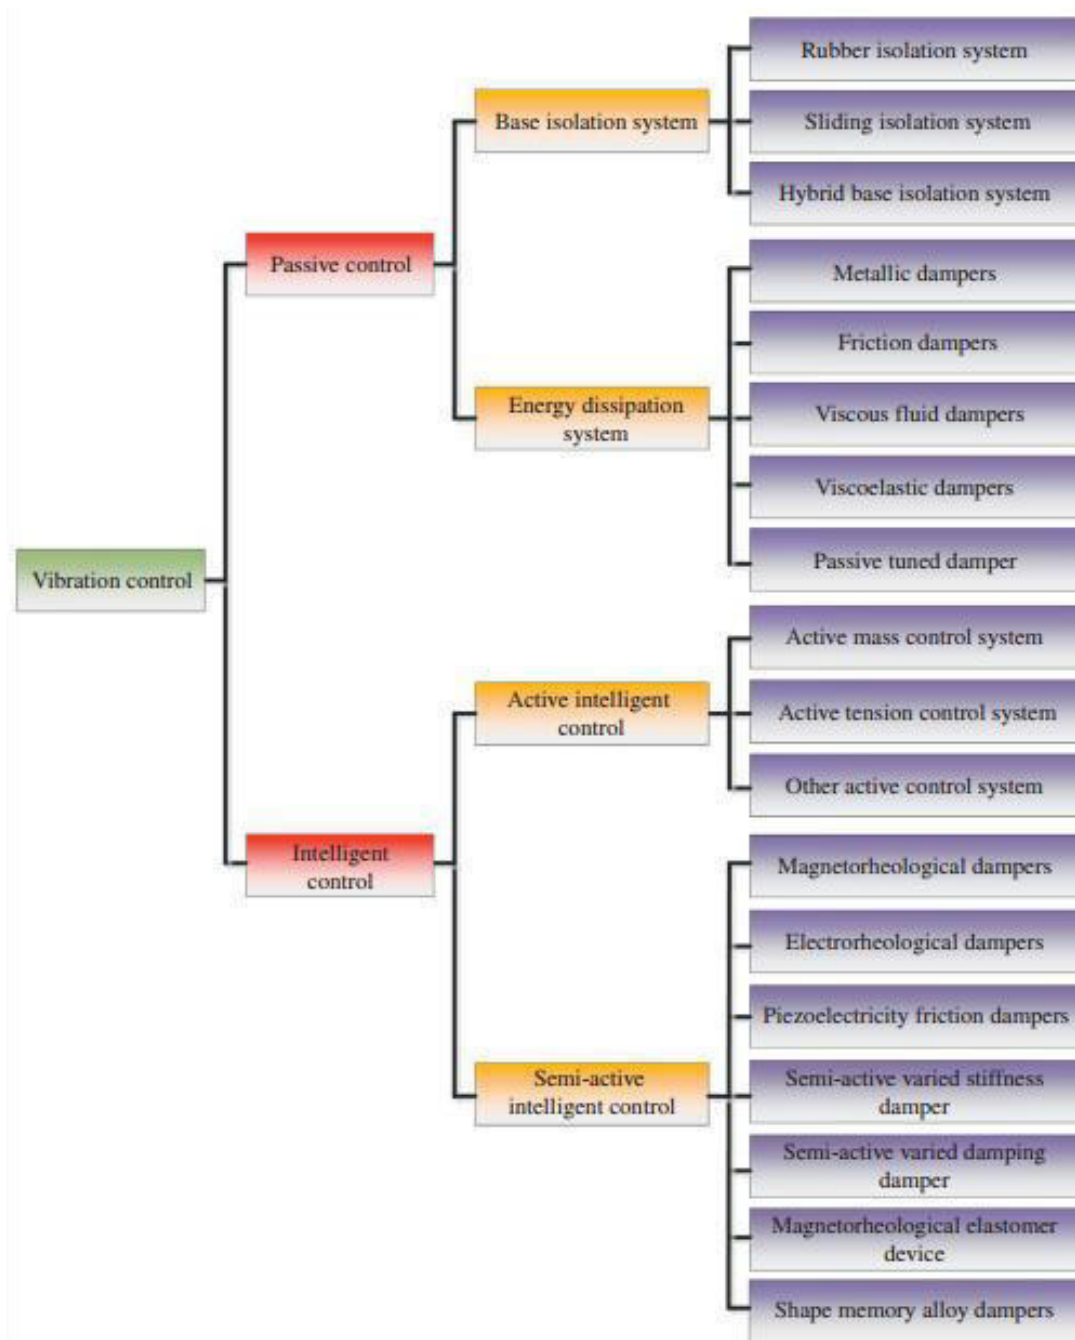 Rubber isolation system
Base isolation system
Sliding isolation system
Hybrid base isolation system
Passive control
Metallic dampers
Friction dampers
Energy dissipation
system
Viscous fluid dampers
Viscoelastic dampers
Passive tuned damper
Vibration control
Active mass control system
Active intelligent
control
Active tension control system
Other active control system
Intelligent
control
Magnetorheological dampers
Electrorheological dampers
Piezoelectricity friction dampers
Semi-active
intelligent control
Semi-active varied stiffness
damper
Semi-active varied damping
damper
Magnetorheological elastomer
device
Shape memory alloy dampers